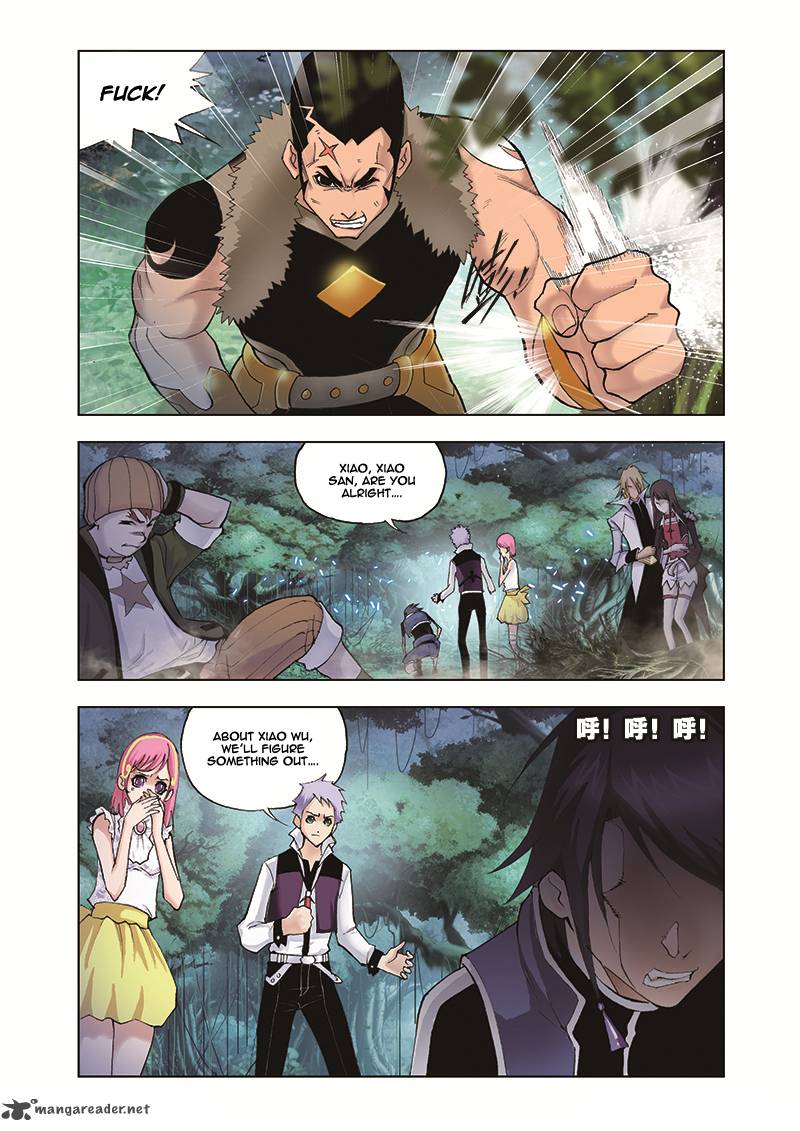 FUCK!
XIAO, XIAO
SAN, ARE YOU
ALRIGHT....
ABOUT XIAO WU,
WE'LL FIGURE
SOMETHING OUT....
呼! 呼! 呼!
mangareader.net